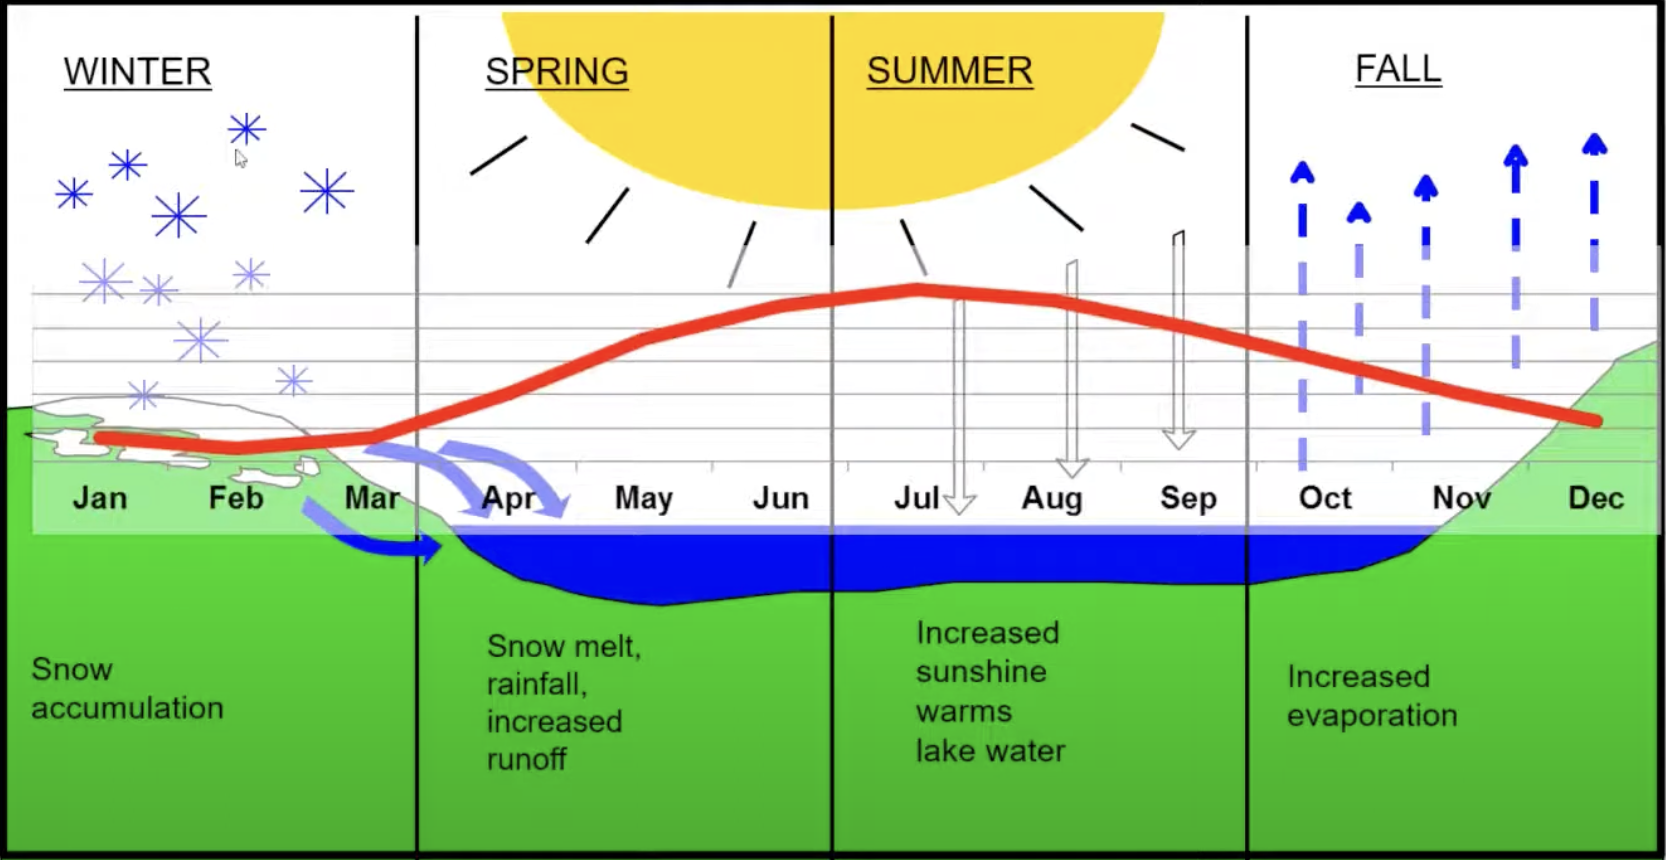 WINTER
SPRING
SUMMER
FALL
Jan Feb Mar Apr May Jun Jul Aug Sep Oct Nov Dec
Snow
accumulation
Snow melt,
rainfall,
increased
runoff
Increased
sunshine
warms
lake water
Increased
evaporation